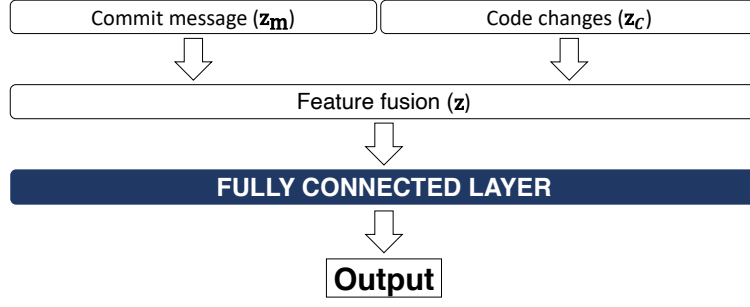 Commit message (𝐳𝐦)
Code changes (𝐳𝐶)
Feature fusion (𝐳)
FULLY CONNECTED LAYER
Output